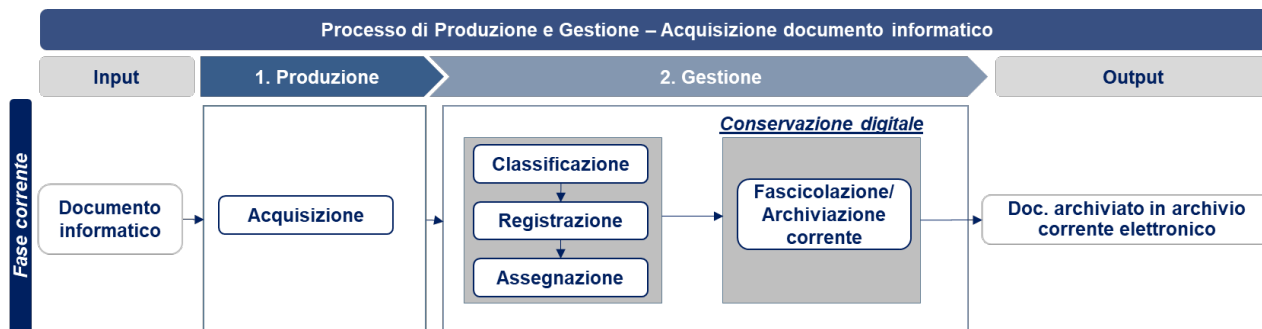 Processo di Produzione e Gestione – Acquisizione documento informatico
Input
1. Produzione
2. Gestione
Output
Fase corrente
Documento
informatico
Acquisizione
Classificazione
Registrazione
Assegnazione
Conservazione digitale
Fascicolazione/
Archiviazione
corrente
Doc. archiviato in archivio
corrente elettronico